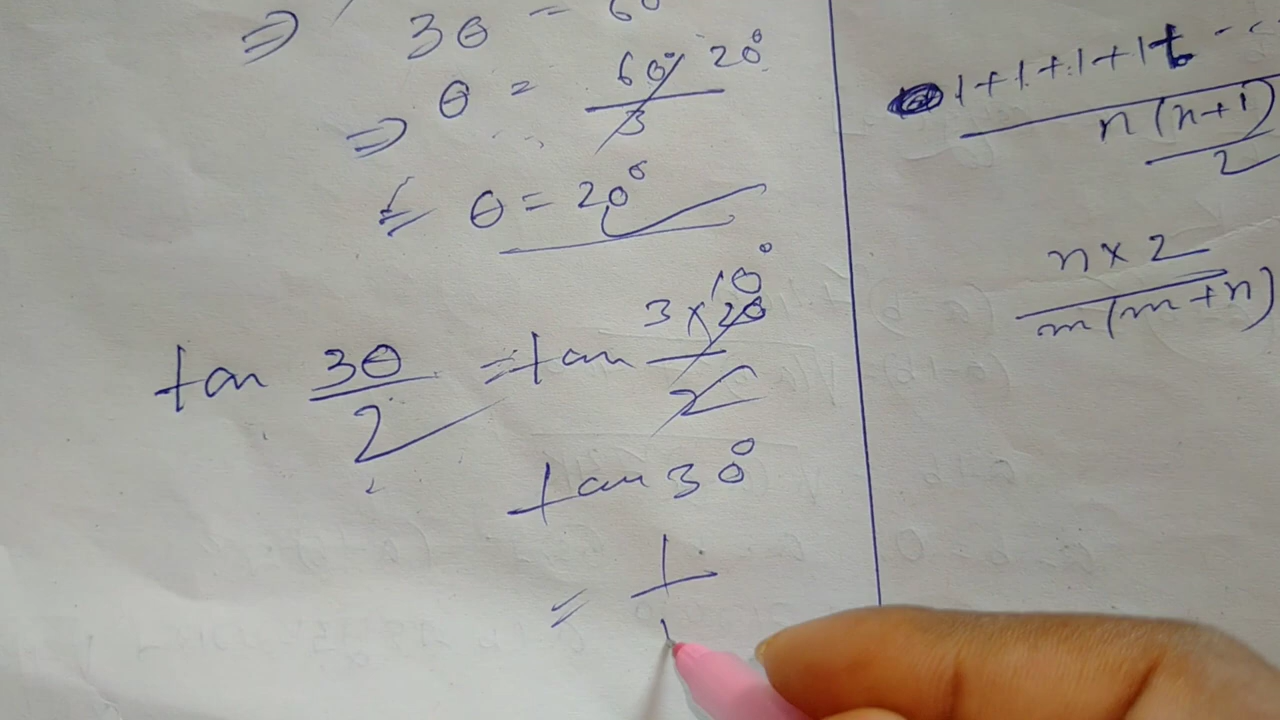 ⇒ 3θ = 60
⇒ θ = 60°/3 20°
⇒ θ = 20°
tan 3θ/2 = tan 3×20/2 10°
tan 30°
= 1/
1+1+1+1+ --
n(n+1)/2
n×2
m(m+n)